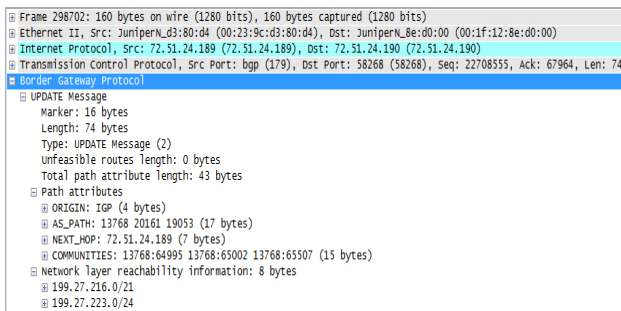 Frame 298702: 160 bytes on wire (1280 bits), 160 bytes captured (1280 bits)
Ethernet II, Src: JuniperN_d3:80:d4 (00:23:9c:d3:80:d4), Dst: JuniperN_8e:d0:00 (00:1f:12:8e:d0:00)
Internet Protocol, Src: 72.51.24.189 (72.51.24.189), Dst: 72.51.24.190 (72.51.24.190)
Transmission Control Protocol, Src Port: bgp (179), Dst Port: 58268 (58268), Seq: 22708555, Ack: 67964, Len: 74
Border Gateway Protocol
UPDATE Message
Marker: 16 bytes
Length: 74 bytes
Type: UPDATE Message (2)
Unfeasible routes length: 0 bytes
Total path attribute length: 43 bytes
Path attributes
ORIGIN: IGP (4 bytes)
AS_PATH: 13768 20161 19053 (17 bytes)
NEXT_HOP: 72.51.24.189 (7 bytes)
COMMUNITIES: 13768:64995 13768:65002 13768:65507 (15 bytes)
Network layer reachability information: 8 bytes
199.27.216.0/21
199.27.223.0/24